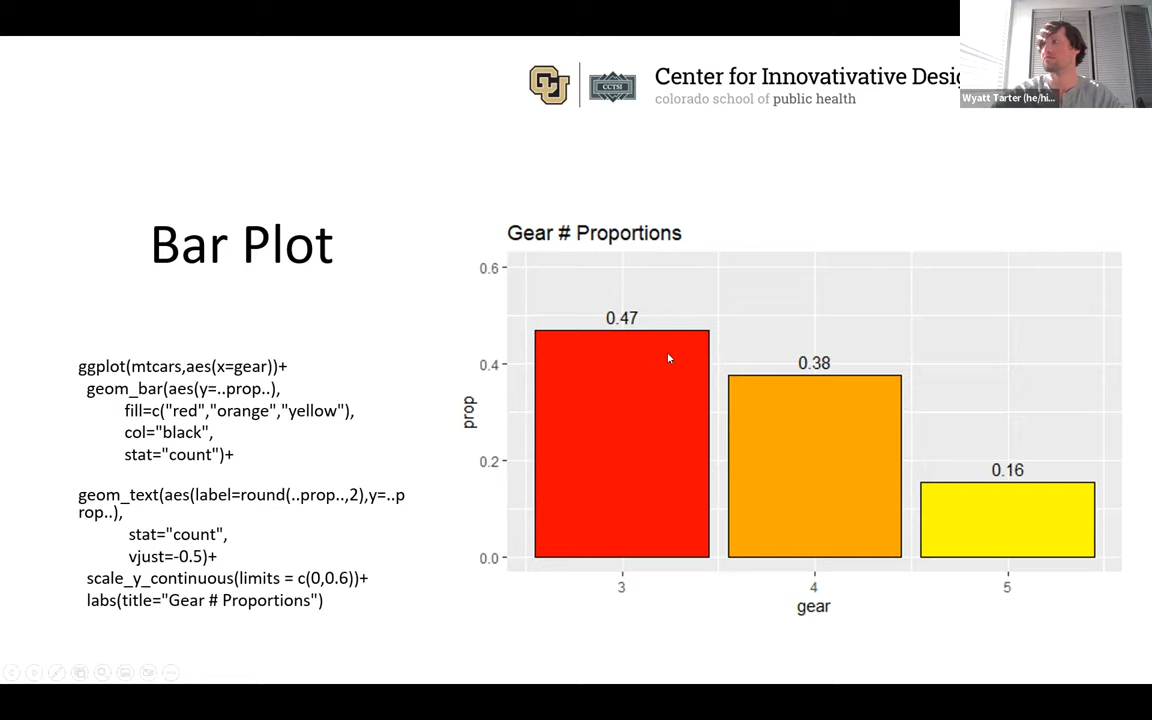 Center for Innovativative Desig
colorado school of public health
CU
CCTSI
Wyatt Tarter (he/hi...
Bar Plot
ggplot(mtcars,aes(x=gear))+
geom_bar(aes(y=..prop..),
fill=c("red","orange","yellow"),
col="black",
stat="count")+
geom_text(aes(label=round(..prop..,2),y=..p
rop..),
stat="count",
vjust=-0.5)+
scale_y_continuous(limits = c(0,0.6))+
labs(title="Gear # Proportions")
Gear # Proportions
0.6
0.4
0.2
0.0
prop
0.47
0.38
0.16
3
4
5
gear